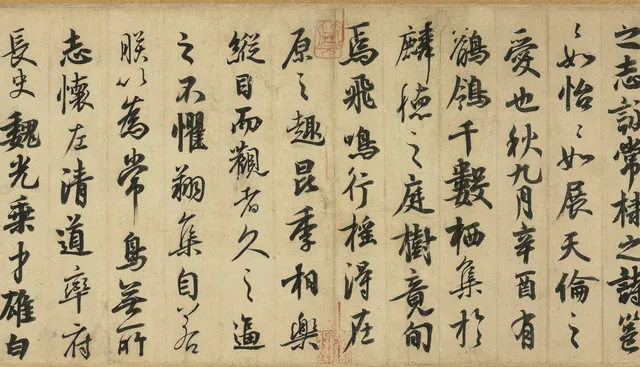 之志詠常棣之詩邕
〻如怡〻如展天倫之
愛也秋九月辛酉有
鶺鴒千數栖集於
麟德之庭樹竟旬
焉飛鳴行搖得在
原之趣昆季相樂
縱目而觀者久之逼
之不懼翔集自若
朕以為常鳥無所
志懷左清道率府
長史魏光乘才雄白